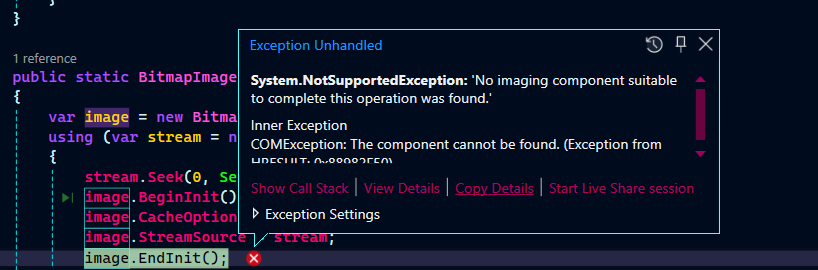 }
}
1 reference
public static BitmapImage
{
var image = new Bitma
using (var stream = n
{
stream.Seek(0, Se
image.BeginInit()
image.CacheOption
image.StreamSource = stream;
image.EndInit();
Exception Unhandled
System.NotSupportedException: 'No imaging component suitable
to complete this operation was found.'
Inner Exception
COMException: The component cannot be found. (Exception from
HRESULT: 0x88982F50)
Show Call Stack | View Details | Copy Details | Start Live Share session
Exception Settings